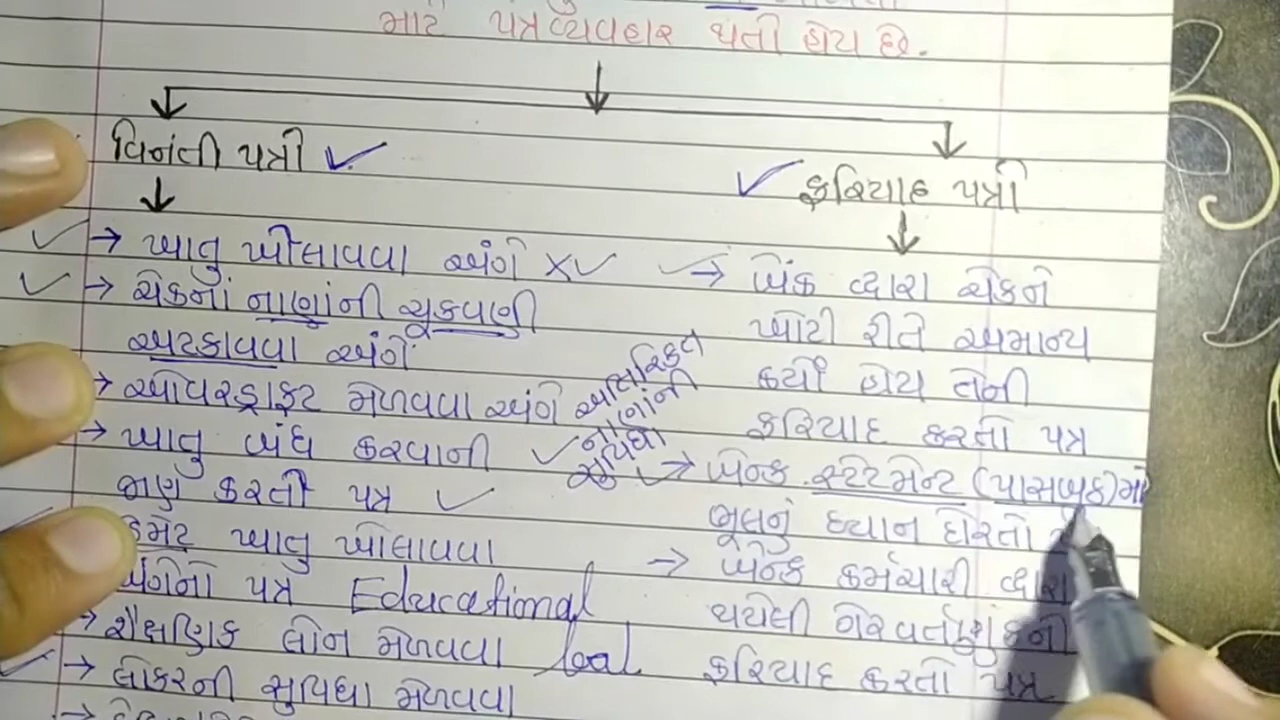 માટે પત્રવ્યવહાર થતો હોય છે.
વિનંતી પત્રો
ફરિયાદ પત્રો
→ ખાતુ ખોલાવવા અંગે
→ ચેકનાં નાણાંની ચૂકવણી
અટકાવવા અંગે
→ ઓવરડ્રાફ્ટ મેળવવા અંગે
અતિરિક્ત
નાણાંની
સુવિધા
→ ખાતુ બંધ કરવાની
જાણ કરતો પત્ર
ડિમેટ ખાતુ ખોલાવવા
અંગેનો પત્ર Educational
→ શૈક્ષણિક લોન મેળવવા
→ લોકરની સુવિધા મેળવવા
→ બેંક દ્વારા ચેકને
ખોટી રીતે અમાન્ય
કર્યો હોય તેની
ફરિયાદ કરતો પત્ર
→ બેન્ક સ્ટેટમેન્ટ (પાસબુક)માં
ભૂલનું ધ્યાન દોરતો
→ બેન્ક કર્મચારી દ્વારા
થયેલી ગેરવર્તણુંકની
ફરિયાદ કરતો પત્ર